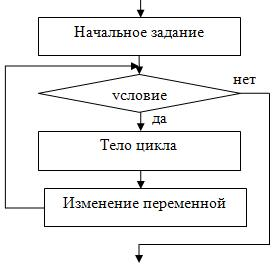 Начальное задание
нет
условие
да
Тело цикла
Изменение переменной